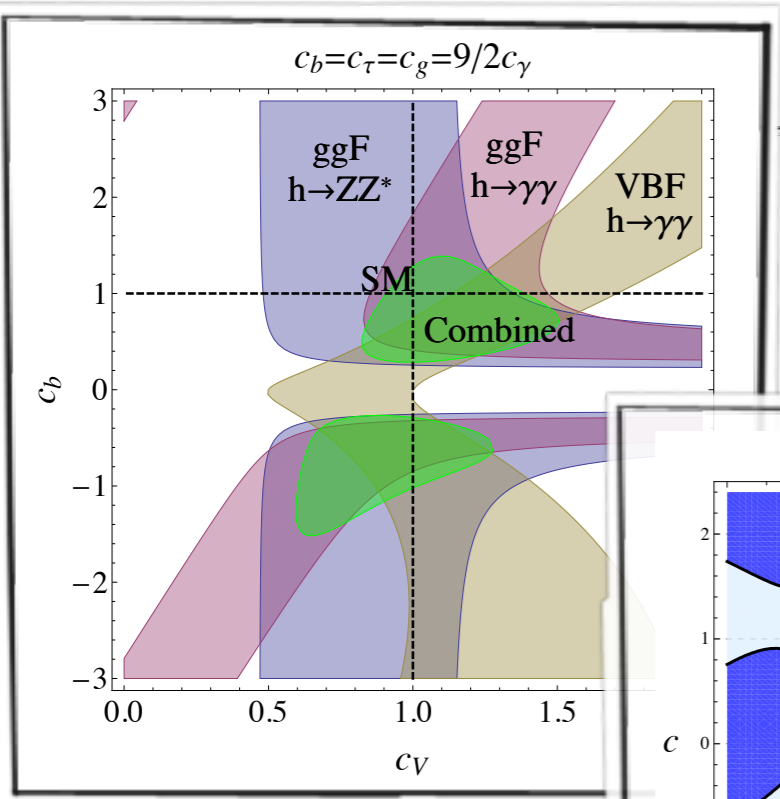 c_b=c_τ=c_g=9/2c_γ
3
2
1
0
−1
−2
−3
c_b
ggF
h→ZZ*
ggF
h→γγ
VBF
h→γγ
SM
Combined
0.0
0.5
1.0
1.5
c_V
2
1
0
c